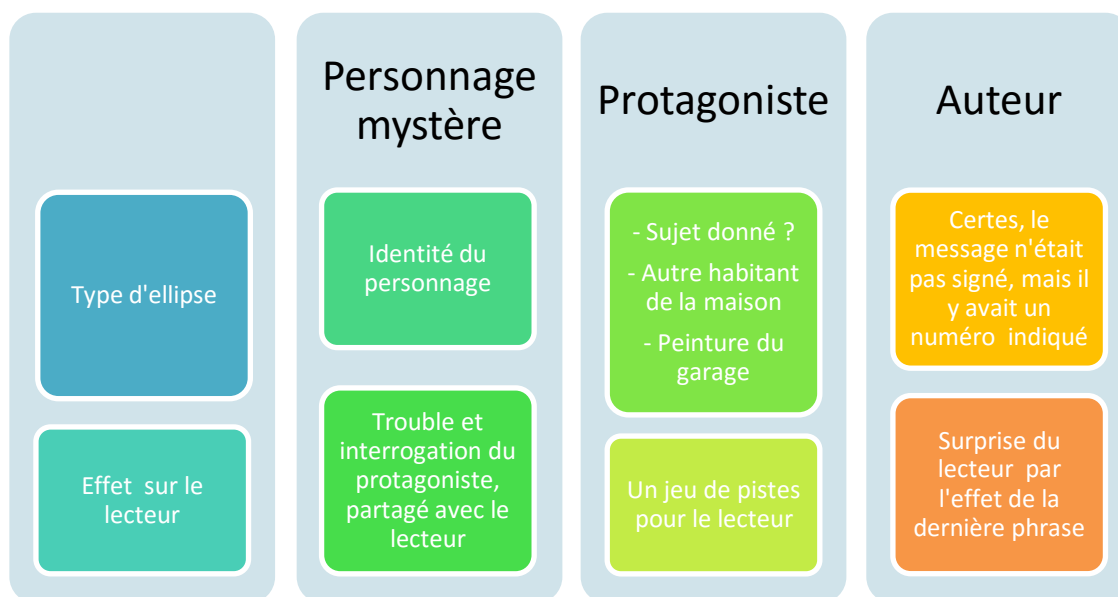 Personnage
mystère
Protagoniste
Auteur
Type d'ellipse
Identité du
personnage
- Sujet donné ?
- Autre habitant
de la maison
- Peinture du
garage
Certes, le
message n'était
pas signé, mais il
y avait un
numéro indiqué
Effet sur le
lecteur
Trouble et
interrogation du
protagoniste,
partagé avec le
lecteur
Un jeu de pistes
pour le lecteur
Surprise du
lecteur par
l'effet de la
dernière phrase